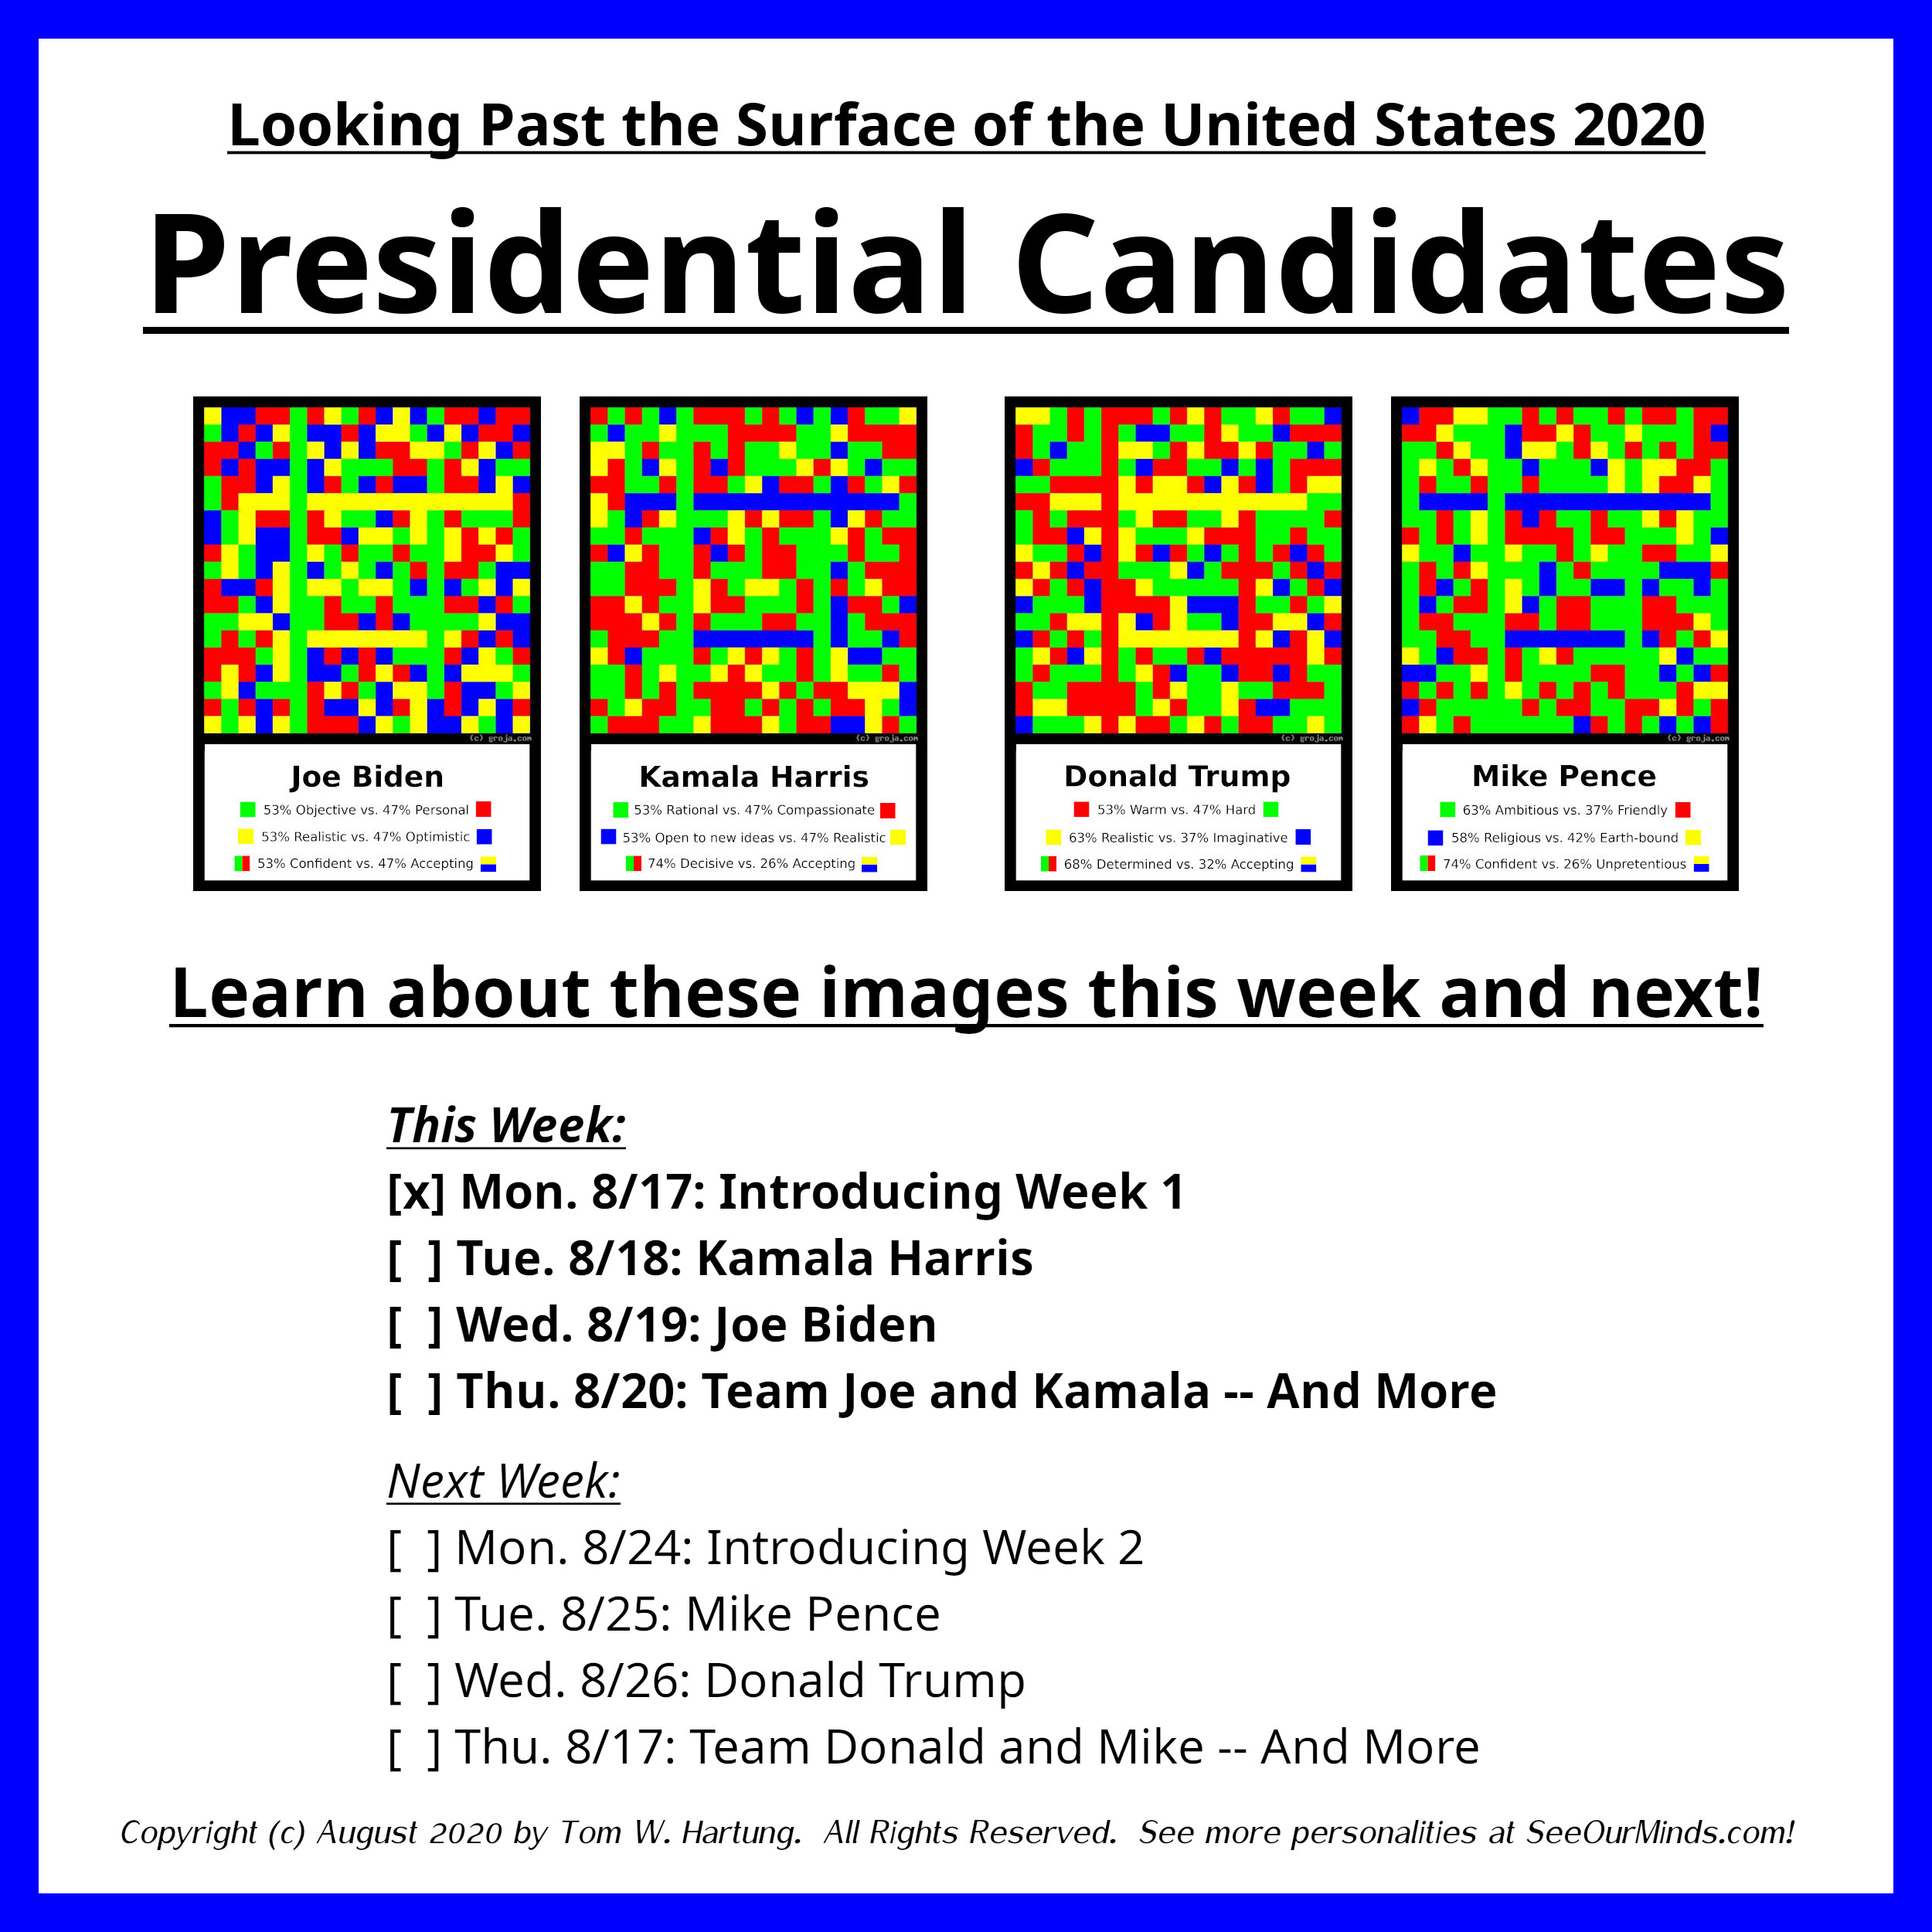 Looking Past the Surface of the United States 2020
Presidential Candidates
(c) groja.com
Joe Biden
53% Objective vs. 47% Personal
53% Realistic vs. 47% Optimistic
53% Confident vs. 47% Accepting
(c) groja.com
Kamala Harris
53% Rational vs. 47% Compassionate
53% Open to new ideas vs. 47% Realistic
74% Decisive vs. 26% Accepting
(c) groja.com
Donald Trump
53% Warm vs. 47% Hard
63% Realistic vs. 37% Imaginative
68% Determined vs. 32% Accepting
(c) groja.com
Mike Pence
63% Ambitious vs. 37% Friendly
58% Religious vs. 42% Earth-bound
74% Confident vs. 26% Unpretentious
Learn about these images this week and next!
This Week:
[x] Mon. 8/17: Introducing Week 1
[ ] Tue. 8/18: Kamala Harris
[ ] Wed. 8/19: Joe Biden
[ ] Thu. 8/20: Team Joe and Kamala -- And More
Next Week:
[ ] Mon. 8/24: Introducing Week 2
[ ] Tue. 8/25: Mike Pence
[ ] Wed. 8/26: Donald Trump
[ ] Thu. 8/17: Team Donald and Mike -- And More
Copyright (c) August 2020 by Tom W. Hartung. All Rights Reserved. See more personalities at SeeOurMinds.com!